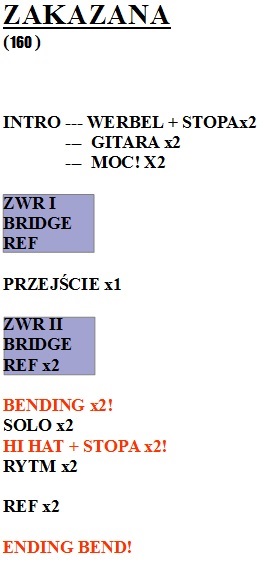 ZAKAZANA
(160 )
INTRO --- WERBEL + STOPAx2
--- GITARA x2
--- MOC! X2
ZWR I
BRIDGE
REF
PRZEJŚCIE x1
ZWR II
BRIDGE
REF x2
BENDING x2!
SOLO x2
HI HAT + STOPA x2!
RYTM x2
REF x2
ENDING BEND!